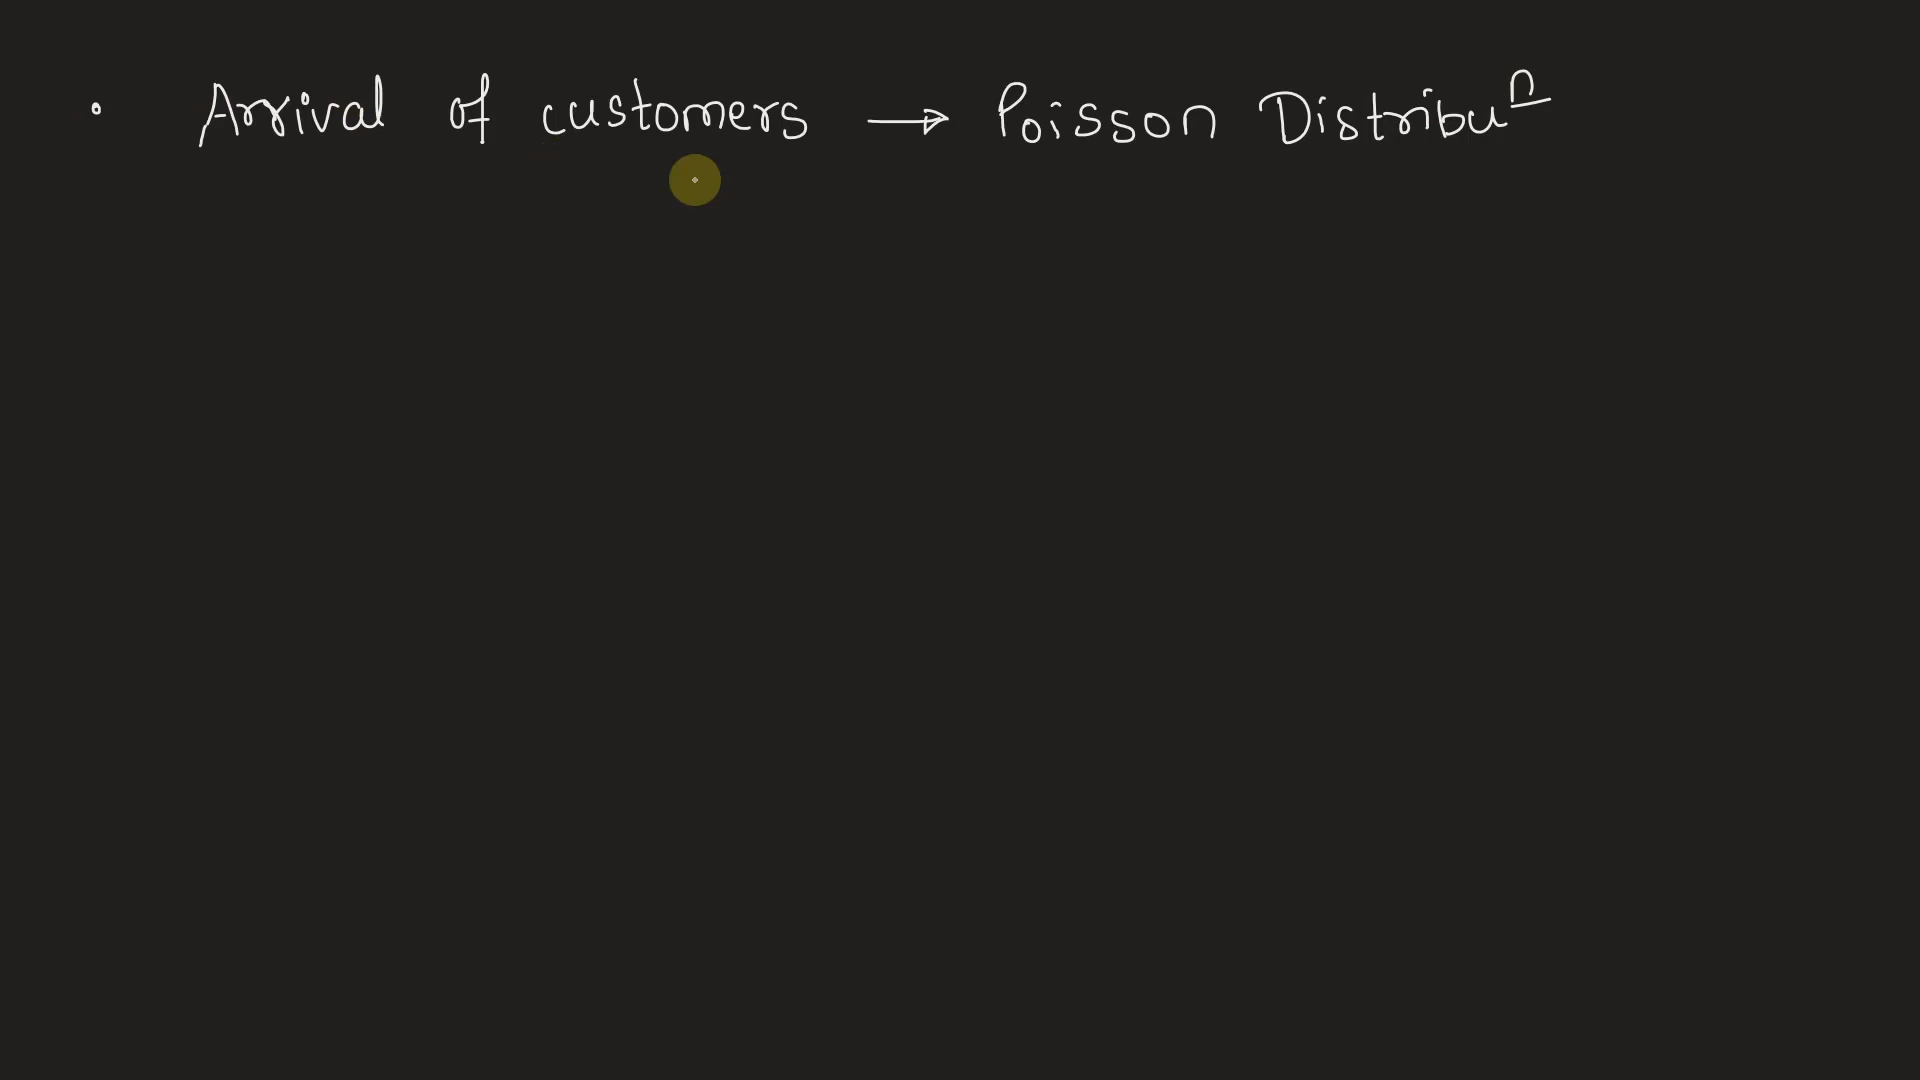 • Arrival of customers → Poisson Distribuⁿ